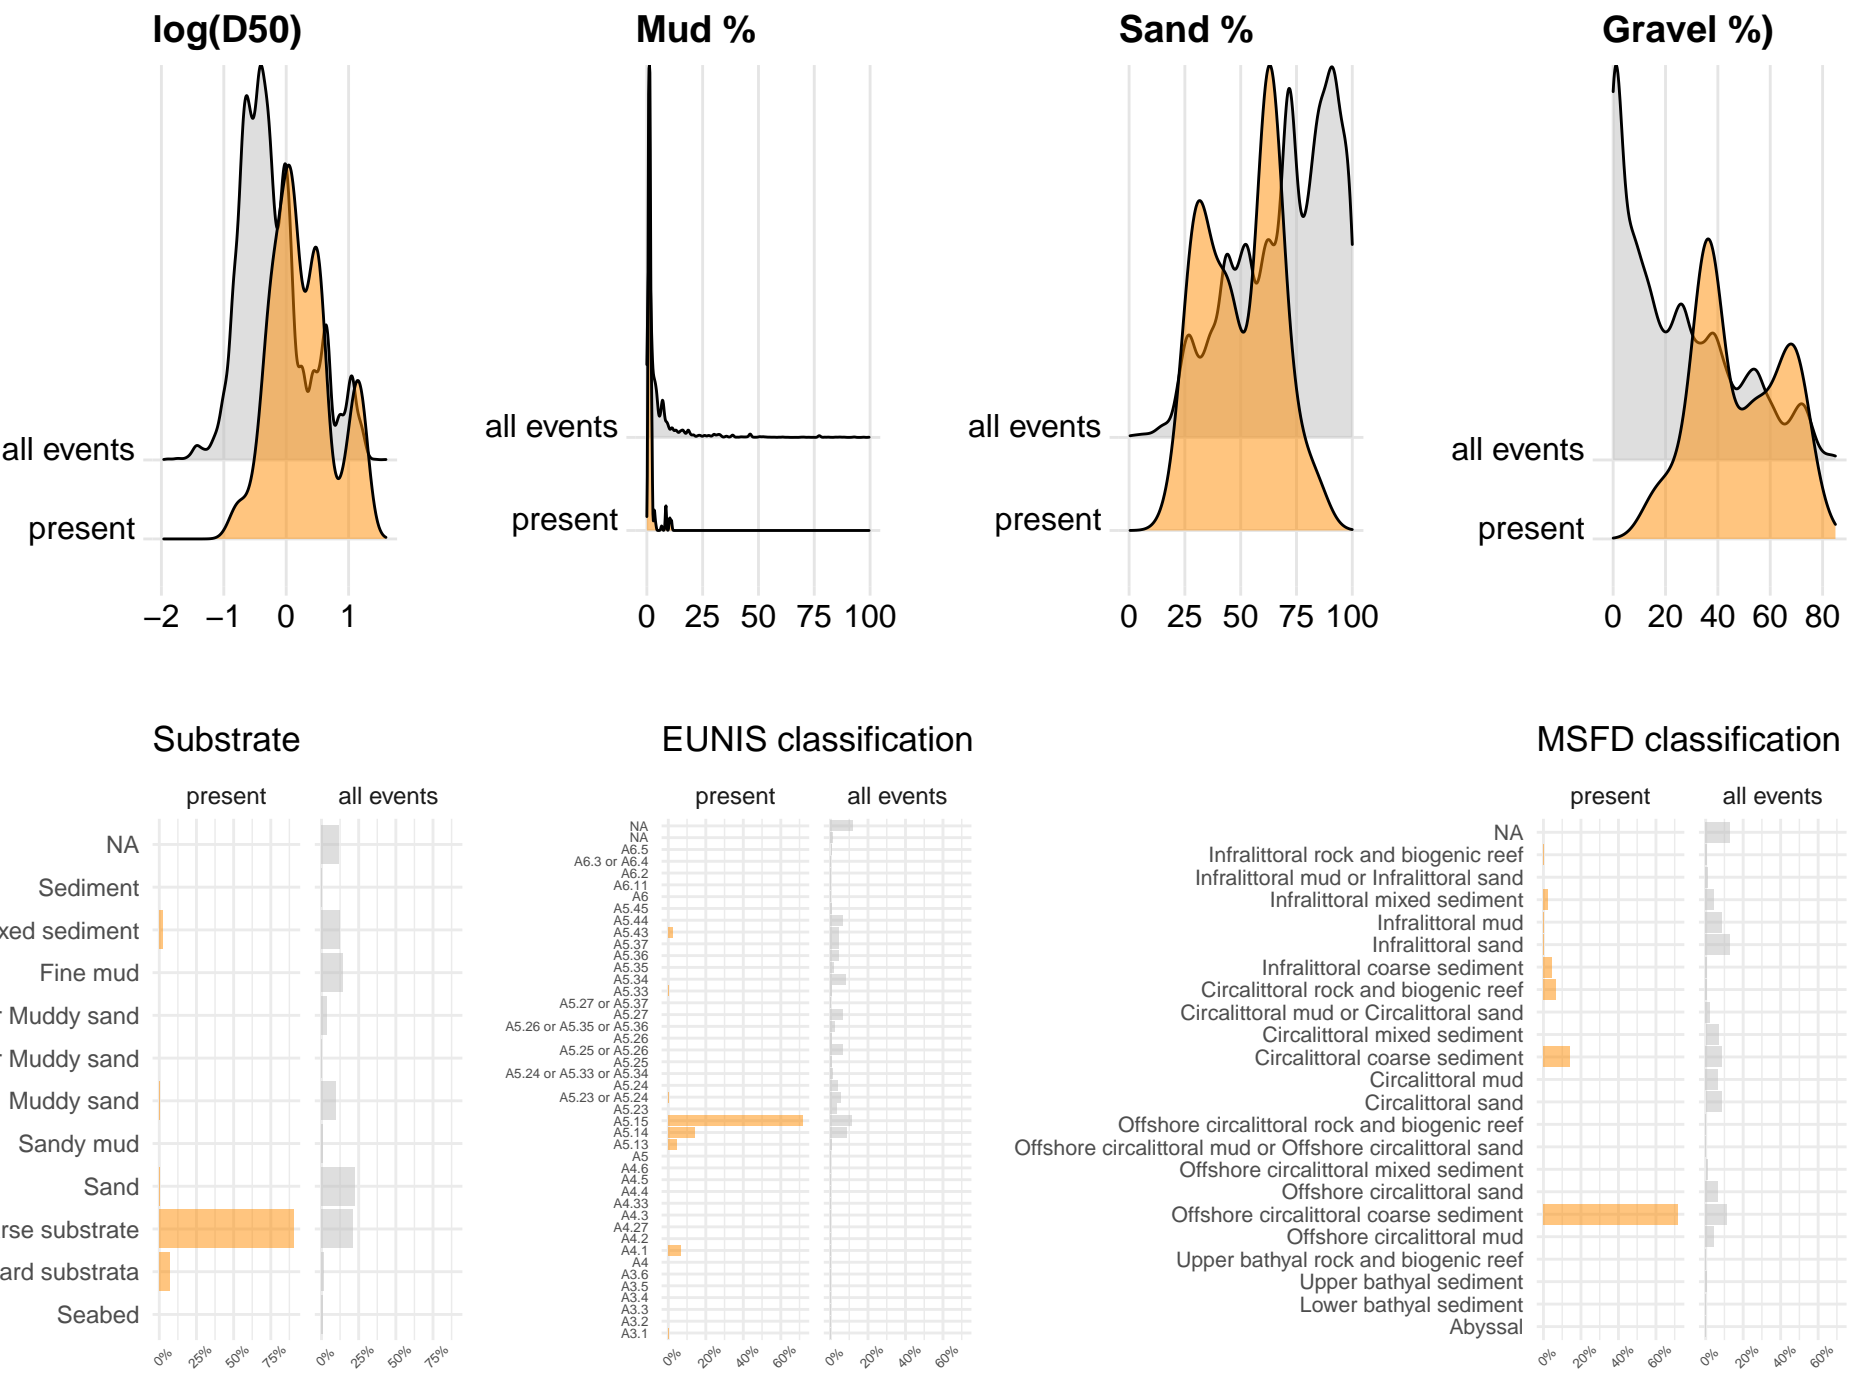 log(D50)
Mud %
Sand %
Gravel %)
all events
present
−2 −1 0 1
all events
present
0 25 50 75 100
all events
present
0 25 50 75 100
all events
present
0 20 40 60 80
Substrate
present all events
NA
Sediment
xed sediment
Fine mud
r Muddy sand
r Muddy sand
Muddy sand
Sandy mud
Sand
rse substrate
ard substrata
Seabed
0% 25% 50% 75% 0% 25% 50% 75%
EUNIS classification
present all events
NA
NA
A6.5
A6.3 or A6.4
A6.2
A6.11
A6
A5.45
A5.44
A5.43
A5.37
A5.36
A5.35
A5.34
A5.33
A5.27 or A5.37
A5.27
A5.26 or A5.35 or A5.36
A5.26
A5.25 or A5.26
A5.25
A5.24 or A5.33 or A5.34
A5.24
A5.23 or A5.24
A5.23
A5.15
A5.14
A5.13
A5
A4.6
A4.5
A4.4
A4.33
A4.3
A4.27
A4.2
A4.1
A4
A3.6
A3.5
A3.4
A3.3
A3.2
A3.1
0% 20% 40% 60% 0% 20% 40% 60%
MSFD classification
present all events
NA
Infralittoral rock and biogenic reef
Infralittoral mud or Infralittoral sand
Infralittoral mixed sediment
Infralittoral mud
Infralittoral sand
Infralittoral coarse sediment
Circalittoral rock and biogenic reef
Circalittoral mud or Circalittoral sand
Circalittoral mixed sediment
Circalittoral coarse sediment
Circalittoral mud
Circalittoral sand
Offshore circalittoral rock and biogenic reef
Offshore circalittoral mud or Offshore circalittoral sand
Offshore circalittoral mixed sediment
Offshore circalittoral sand
Offshore circalittoral coarse sediment
Offshore circalittoral mud
Upper bathyal rock and biogenic reef
Upper bathyal sediment
Lower bathyal sediment
Abyssal
0% 20% 40% 60% 0% 20% 40% 60%